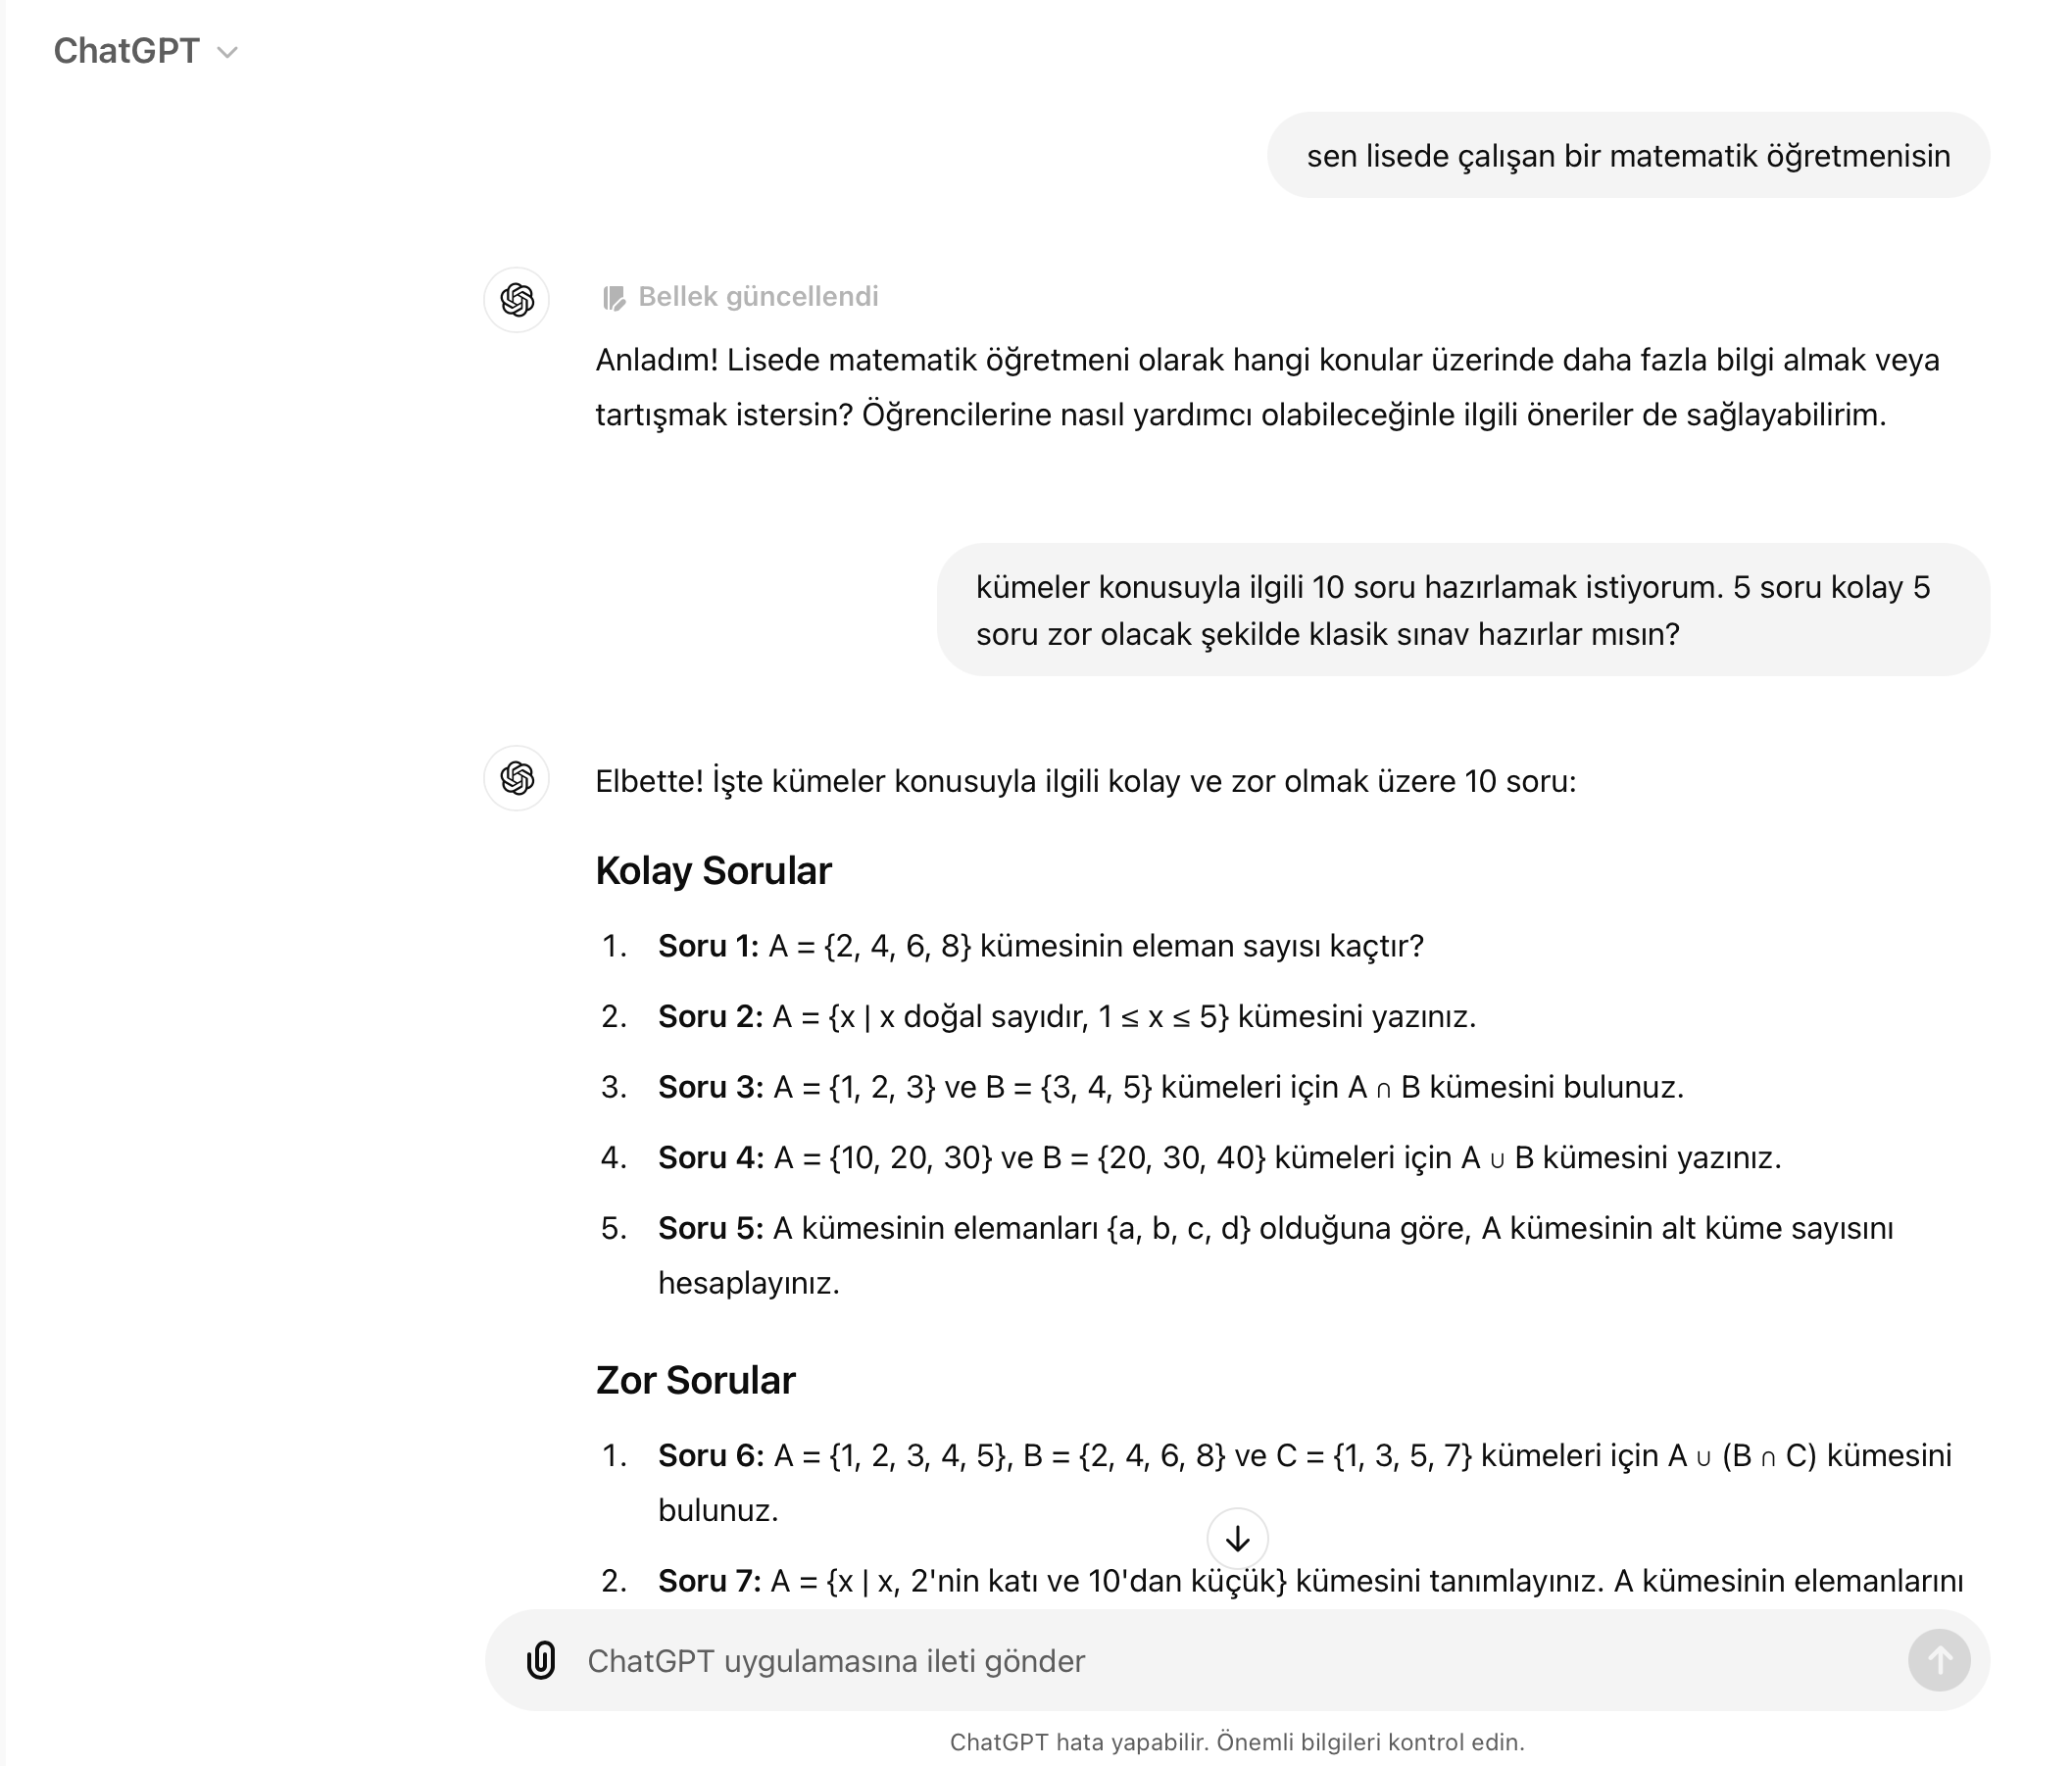 ChatGPT
sen lisede çalışan bir matematik öğretmenisin
Bellek güncellendi
Anladım! Lisede matematik öğretmeni olarak hangi konular üzerinde daha fazla bilgi almak veya
tartışmak istersin? Öğrencilerine nasıl yardımcı olabileceğinle ilgili öneriler de sağlayabilirim.
kümeler konusuyla ilgili 10 soru hazırlamak istiyorum. 5 soru kolay 5
soru zor olacak şekilde klasik sınav hazırlar mısın?
Elbette! İşte kümeler konusuyla ilgili kolay ve zor olmak üzere 10 soru:
Kolay Sorular
1. Soru 1: A = {2, 4, 6, 8} kümesinin eleman sayısı kaçtır?
2. Soru 2: A = {x | x doğal sayıdır, 1 ≤ x ≤ 5} kümesini yazınız.
3. Soru 3: A = {1, 2, 3} ve B = {3, 4, 5} kümeleri için A ∩ B kümesini bulunuz.
4. Soru 4: A = {10, 20, 30} ve B = {20, 30, 40} kümeleri için A ∪ B kümesini yazınız.
5. Soru 5: A kümesinin elemanları {a, b, c, d} olduğuna göre, A kümesinin alt küme sayısını
hesaplayınız.
Zor Sorular
1. Soru 6: A = {1, 2, 3, 4, 5}, B = {2, 4, 6, 8} ve C = {1, 3, 5, 7} kümeleri için A ∪ (B ∩ C) kümesini
bulunuz.
2. Soru 7: A = {x | x, 2'nin katı ve 10'dan küçük} kümesini tanımlayınız. A kümesinin elemanlarını
ChatGPT uygulamasına ileti gönder
ChatGPT hata yapabilir. Önemli bilgileri kontrol edin.